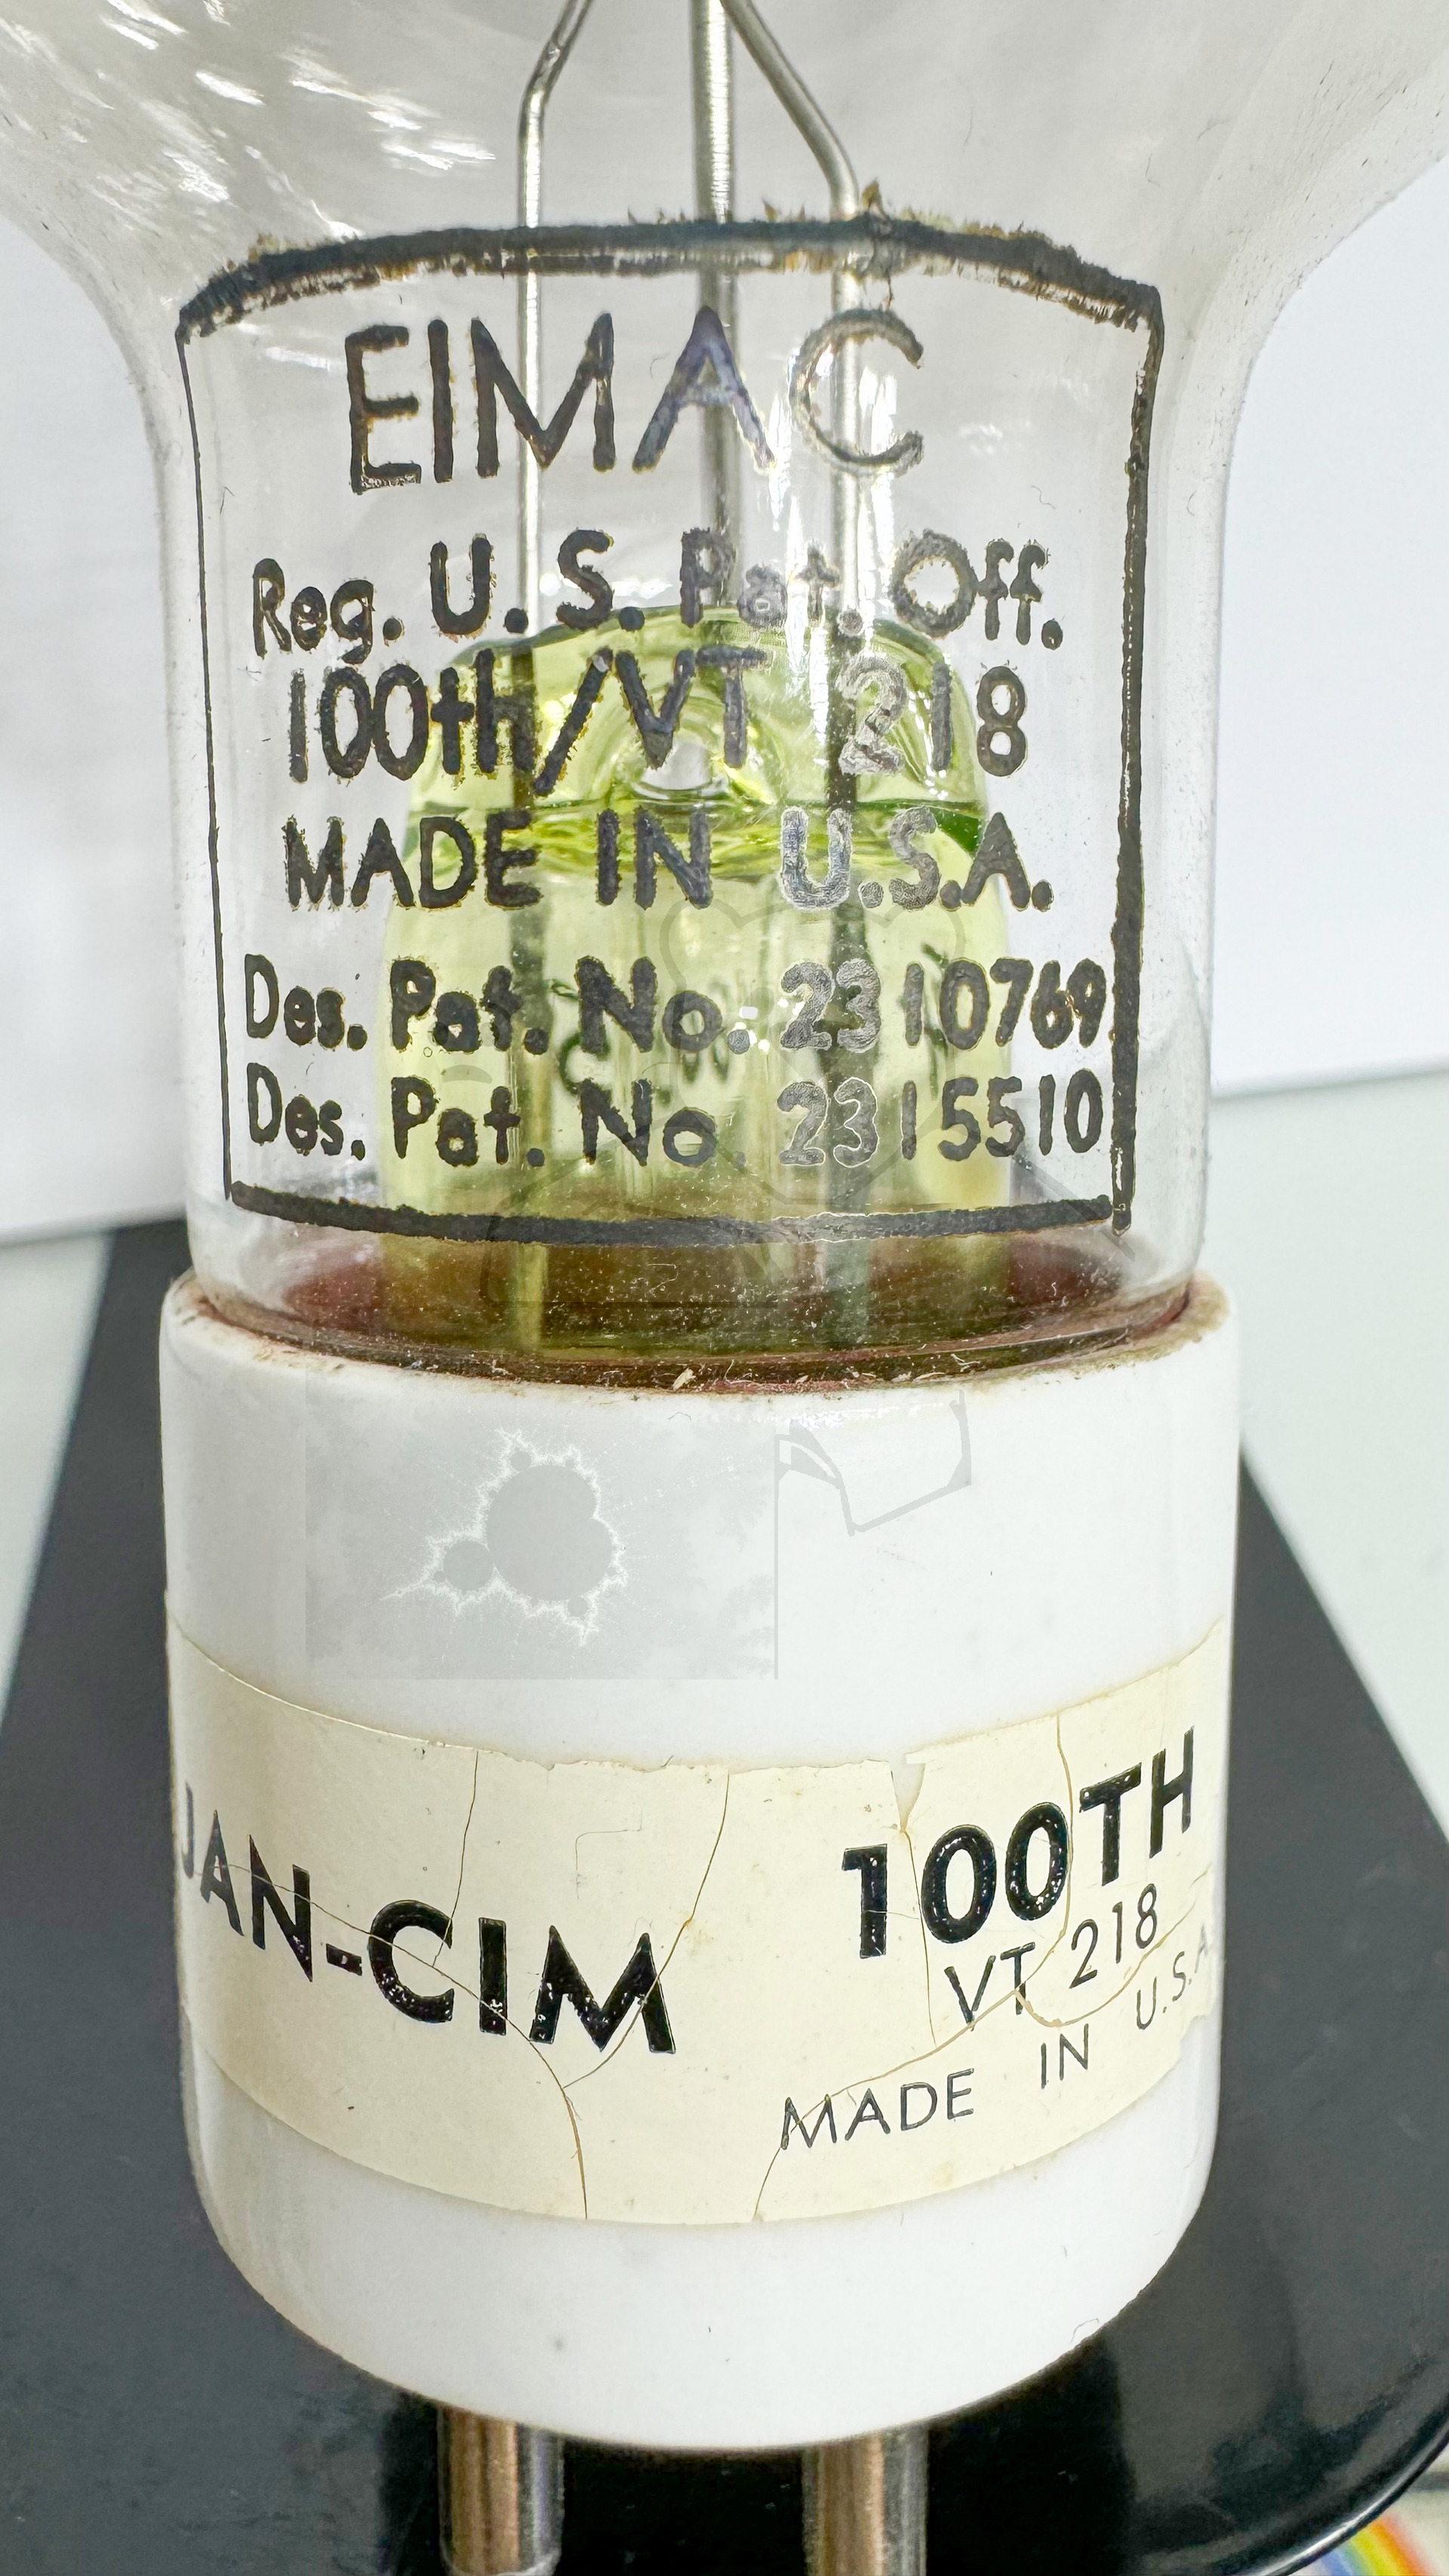 EIMAC
Reg. U. S. Pat. Off.
100th/VT 218
MADE IN U.S.A.
Des. Pat. No. 2310769
Des. Pat. No. 2315510
JAN-CIM
100TH
VT 218
MADE IN U.S.A.